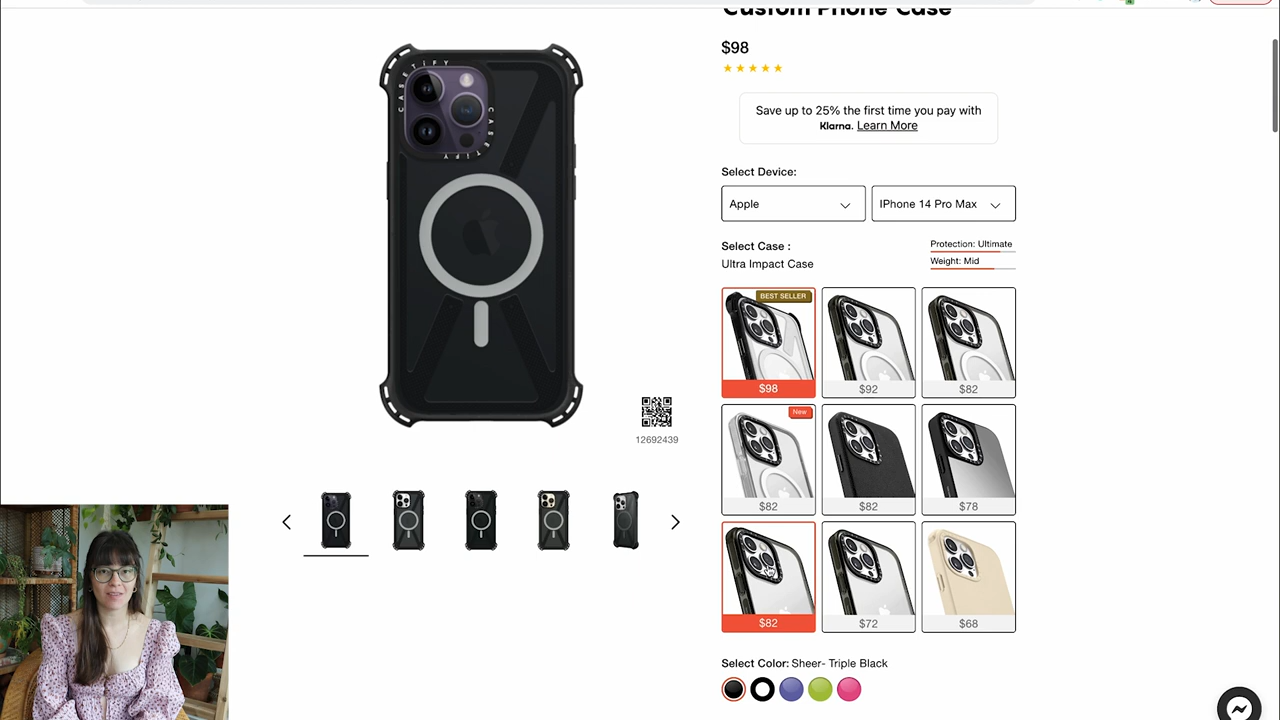 Custom Phone Case
$98
Save up to 25% the first time you pay with
Klarna. Learn More
Select Device:
Apple
IPhone 14 Pro Max
Select Case :
Ultra Impact Case
Protection: Ultimate
Weight: Mid
CASETiFY
CASETiFY
BEST SELLER
$98
$92
$82
New
$82
$82
$78
12692439
$82
$72
$68
Select Color: Sheer- Triple Black